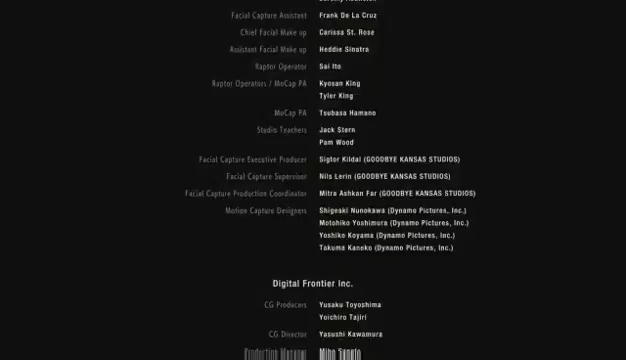 Facial Capture Assistant Frank De La Cruz
Chief Facial Make up Carissa St. Rose
Assistant Facial Make up Heddie Sinatra
Raptor Operator Sai Ito
Raptor Operators / MoCap PA Kyosan King
Tyler King
MoCap PA Tsubasa Hamano
Studio Teachers Jack Stern
Pam Wood
Facial Capture Executive Producer Sigtor Kildal (GOODBYE KANSAS STUDIOS)
Facial Capture Supervisor Nils Lerin (GOODBYE KANSAS STUDIOS)
Facial Capture Production Coordinator Mitra Ashkan Far (GOODBYE KANSAS STUDIOS)
Motion Capture Designers Shigeaki Nunokawa (Dynamo Pictures, Inc.)
Motohiko Yoshimura (Dynamo Pictures, Inc.)
Yoshiko Koyama (Dynamo Pictures, Inc.)
Takuma Kaneko (Dynamo Pictures, Inc.)
Digital Frontier Inc.
CG Producers Yusaku Toyoshima
Yoichiro Tajiri
CG Director Yasushi Kawamura
Production Manager